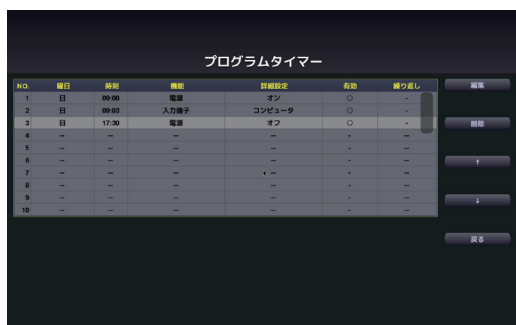 プログラムタイマー
NO. 曜日 時刻 機能 詳細設定 有効 繰り返し
1 日 09:00 電源 オン ○ -
2 日 09:03 入力端子 コンピュータ ○ -
3 日 17:30 電源 オフ ○ -
4 -- -- -- -- - --
5 -- -- -- -- - --
6 -- -- -- -- - --
7 -- -- -- -- - --
8 -- -- -- -- - --
9 -- -- -- -- - --
10 -- -- -- -- - --
編集
削除
↑
↓
戻る